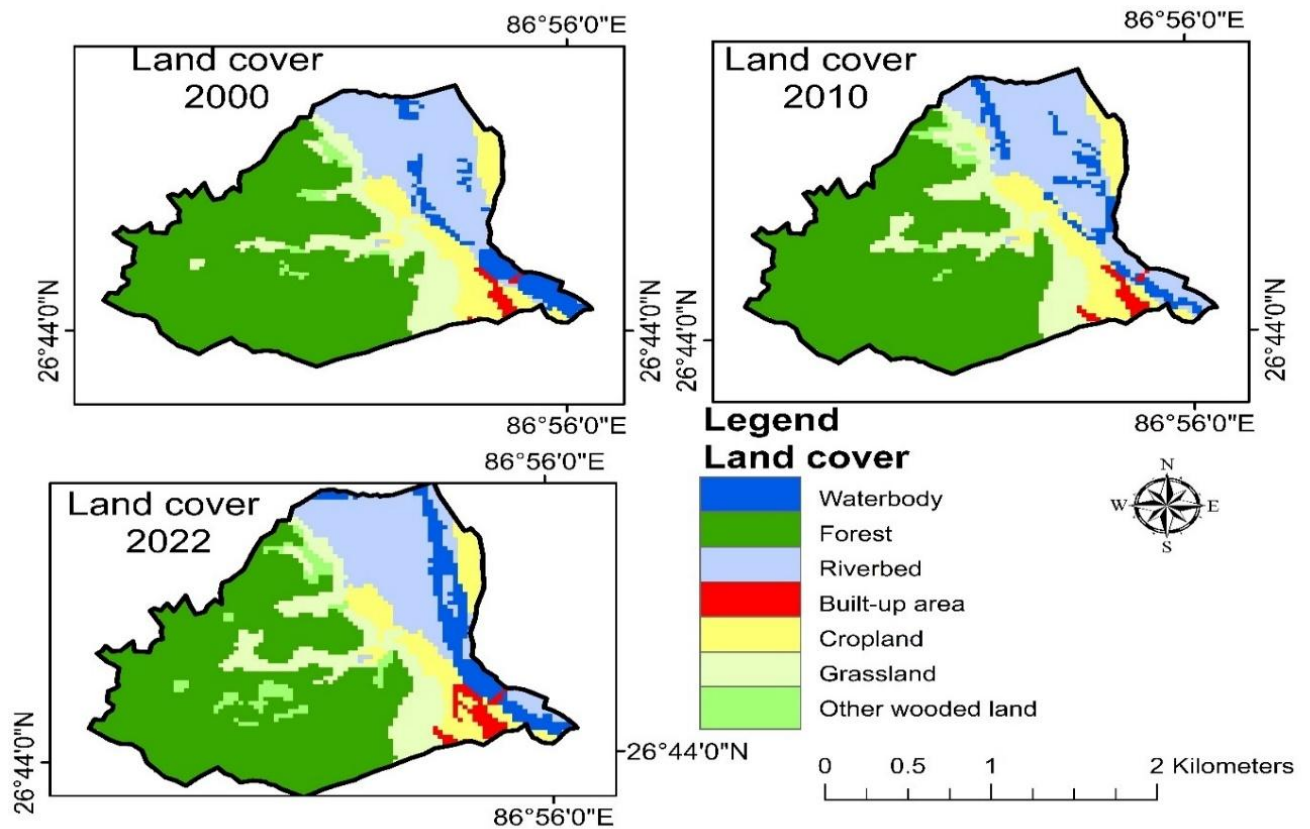 86°56'0"E
Land cover
2000
26°44'0"N
26°44'0"N
86°56'0"E
86°56'0"E
Land cover
2010
26°44'0"N
26°44'0"N
86°56'0"E
86°56'0"E
Land cover
2022
26°44'0"N
26°44'0"N
86°56'0"E
Legend
Land cover
Waterbody
Forest
Riverbed
Built-up area
Cropland
Grassland
Other wooded land
N
W E
S
0 0.5 1 2 Kilometers